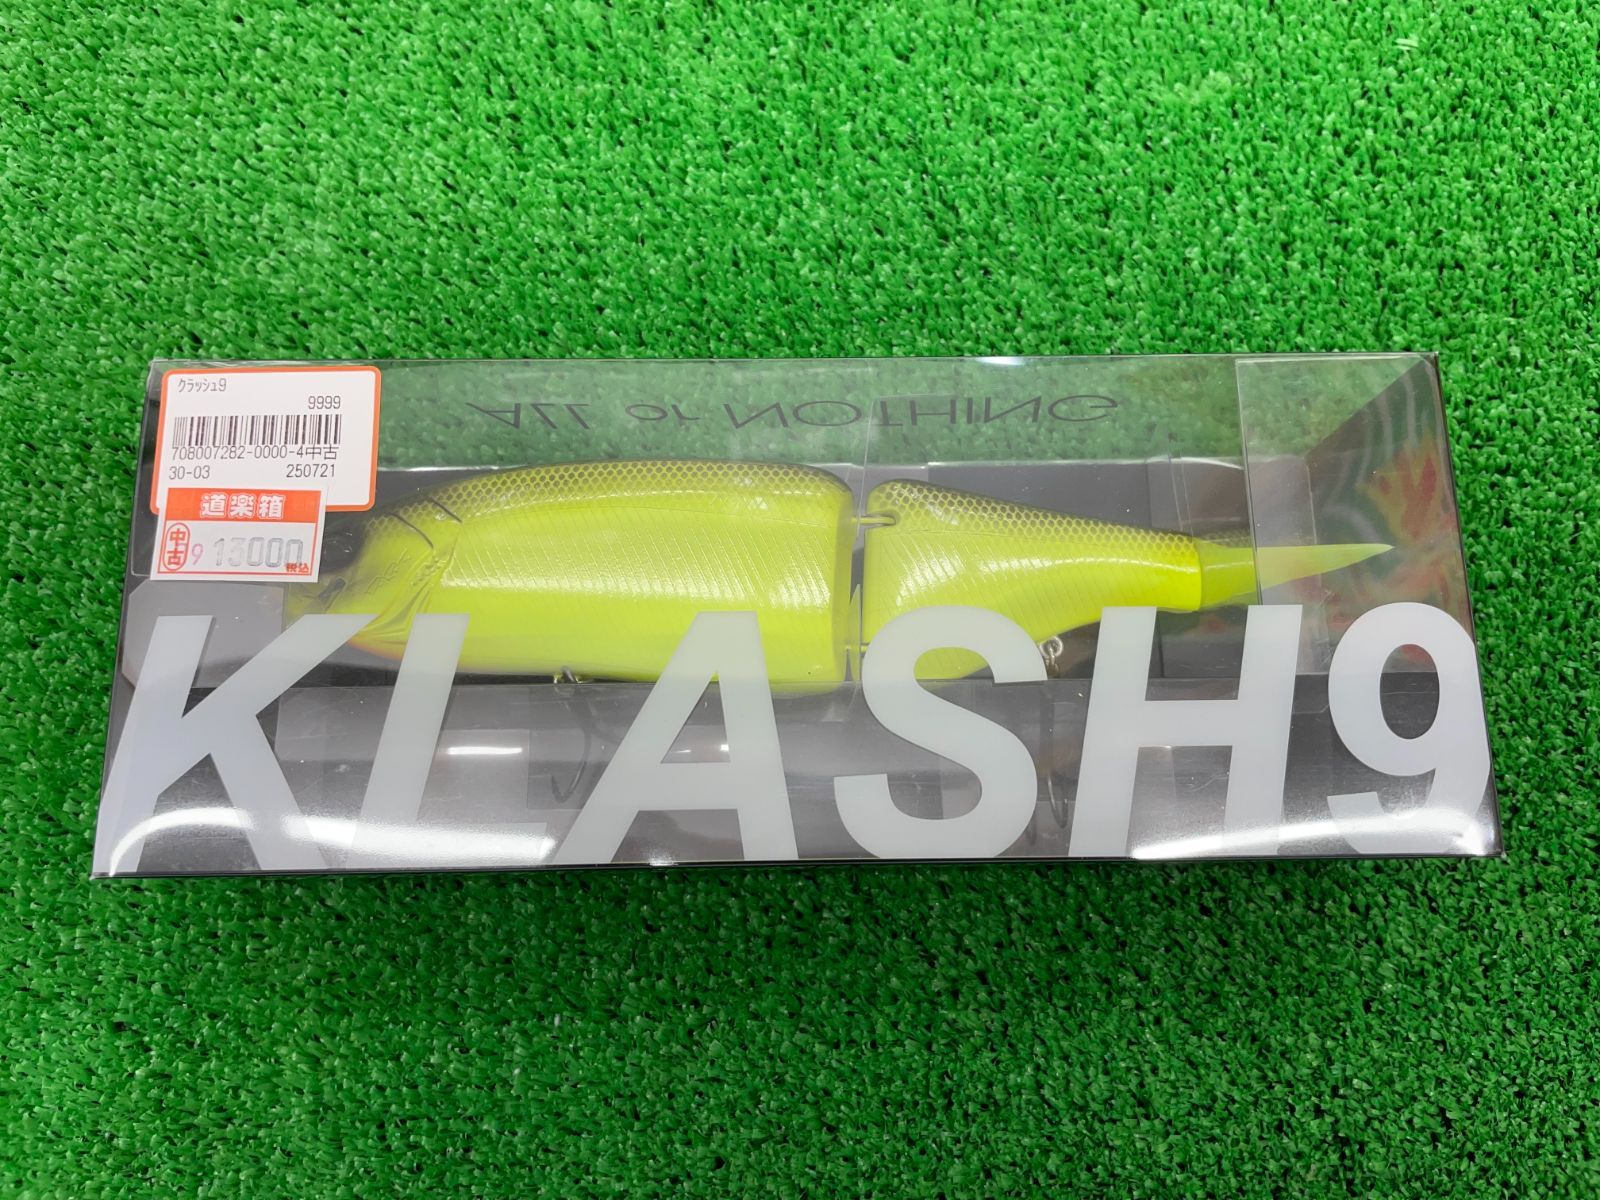 ｸﾗｯｼｭ9
9999
708007282-0000-4中古
30-03 250721
道楽箱
中古 9 13000 税込
ALL or NOTHING
KLASH9